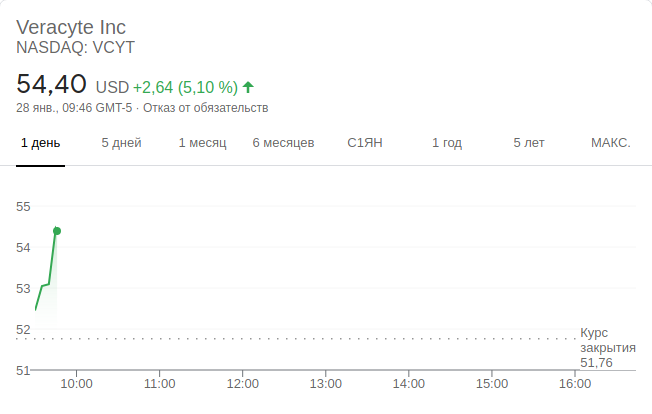 Veracyte Inc
NASDAQ: VCYT
54,40 USD +2,64 (5,10 %)
28 янв., 09:46 GMT-5 · Отказ от обязательств
1 день 5 дней 1 месяц 6 месяцев С1ЯН 1 год 5 лет МАКС.
55
54
53
52
Курс
закрытия
51,76
51
10:00 11:00 12:00 13:00 14:00 15:00 16:00